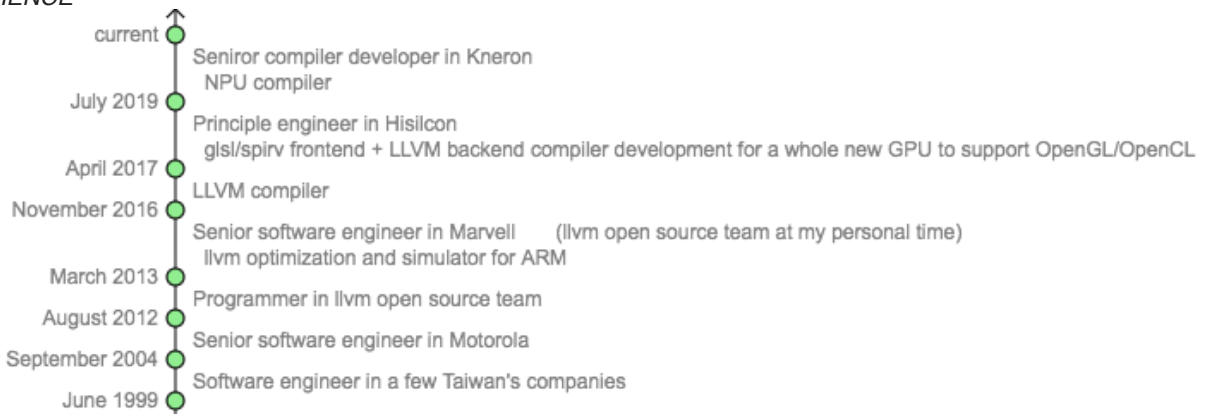 current
Seniror compiler developer in Kneron
NPU compiler
July 2019
Principle engineer in Hisilcon
glsl/spirv frontend + LLVM backend compiler development for a whole new GPU to support OpenGL/OpenCL
April 2017
LLVM compiler
November 2016
Senior software engineer in Marvell (llvm open source team at my personal time)
llvm optimization and simulator for ARM
March 2013
Programmer in llvm open source team
August 2012
Senior software engineer in Motorola
September 2004
Software engineer in a few Taiwan's companies
June 1999